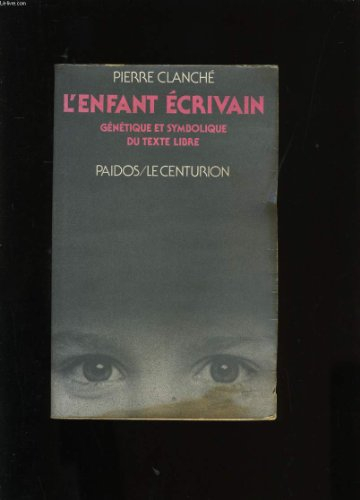 PIERRE CLANCHÉ
L'ENFANT ÉCRIVAIN
GÉNÉTIQUE ET SYMBOLIQUE
DU TEXTE LIBRE
PAIDOS/LE CENTURION